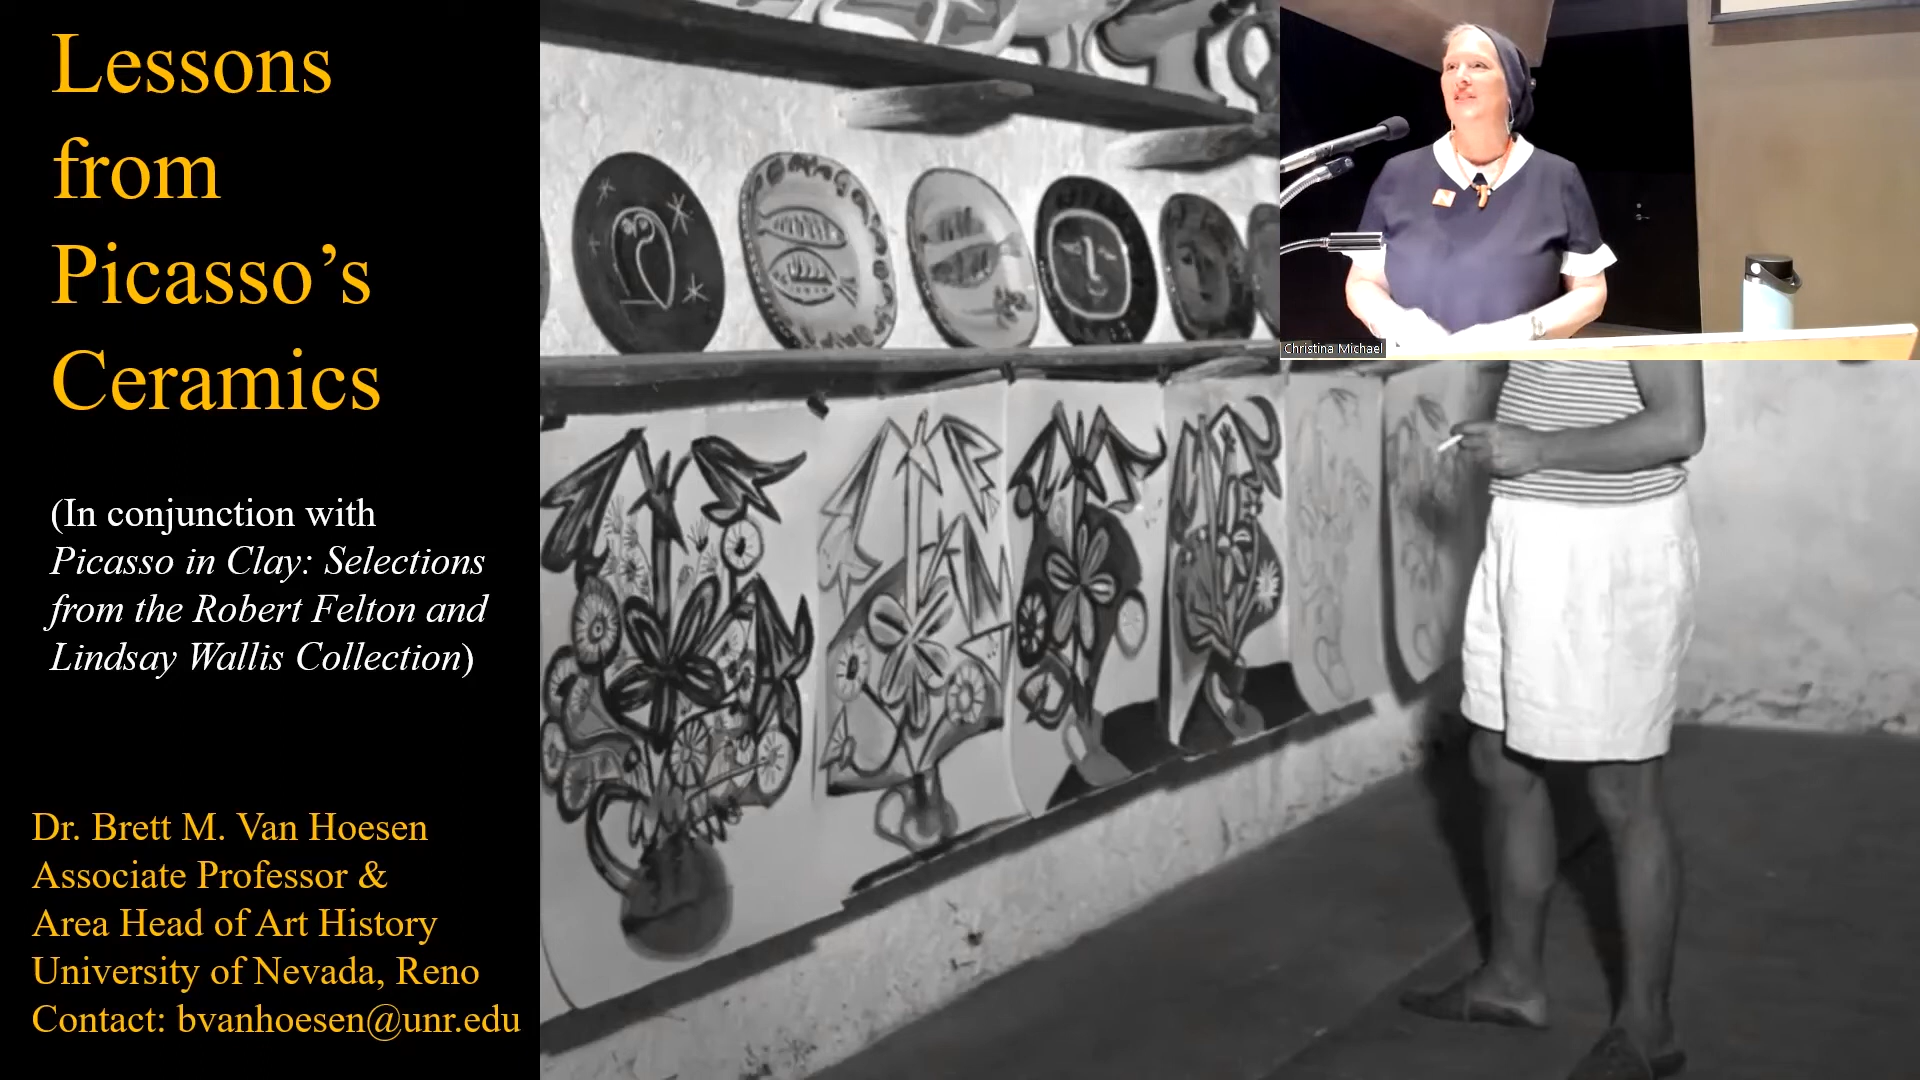 Lessons
from
Picasso’s
Ceramics
(In conjunction with
Picasso in Clay: Selections
from the Robert Felton and
Lindsay Wallis Collection)
Dr. Brett M. Van Hoesen
Associate Professor &
Area Head of Art History
University of Nevada, Reno
Contact: bvanhoesen@unr.edu
Christina Michael